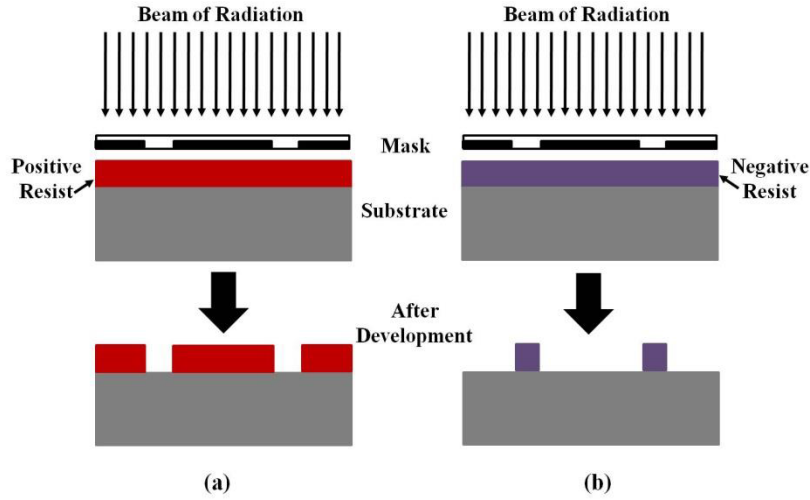 Beam of Radiation
Beam of Radiation
Mask
Positive
Resist
Negative
Resist
Substrate
After
Development
(a)
(b)